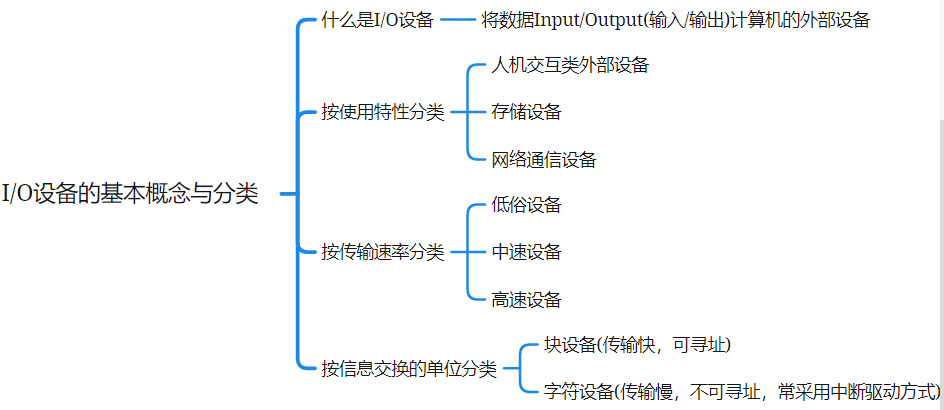 I/O设备的基本概念与分类
什么是I/O设备
将数据Input/Output(输入/输出)计算机的外部设备
按使用特性分类
人机交互类外部设备
存储设备
网络通信设备
按传输速率分类
低俗设备
中速设备
高速设备
按信息交换的单位分类
块设备(传输快，可寻址)
字符设备(传输慢，不可寻址，常采用中断驱动方式)